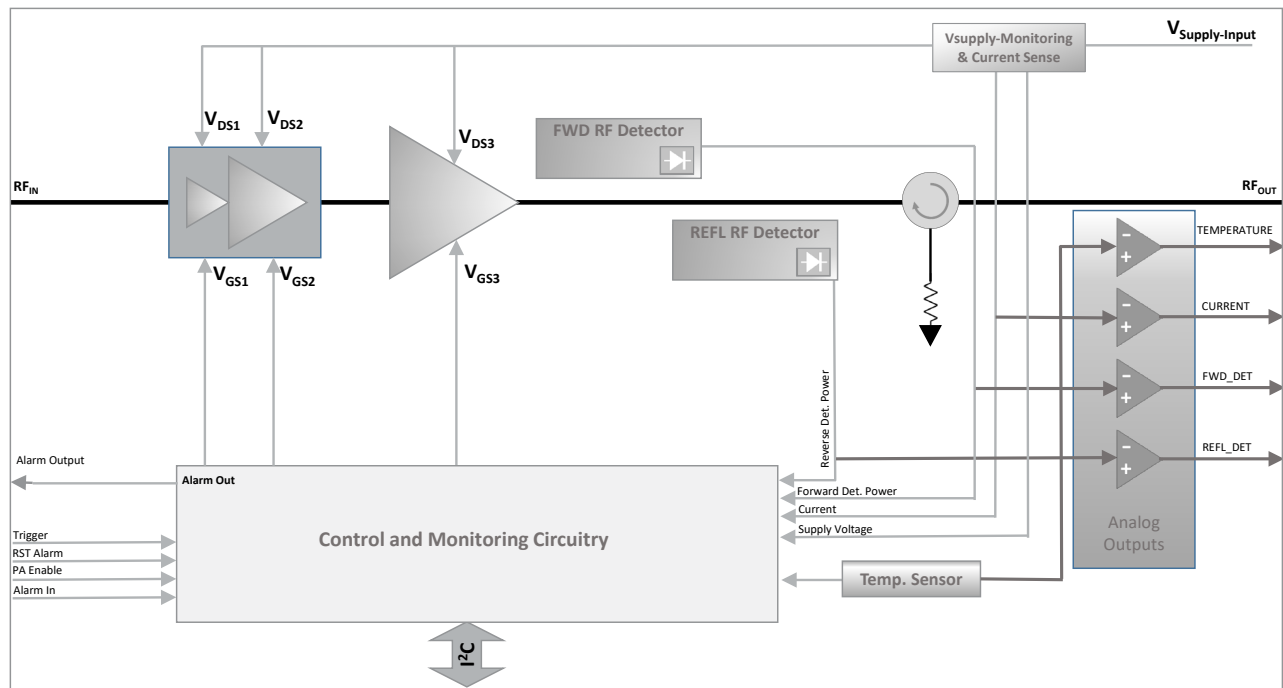 Vsupply-Monitoring
& Current Sense
VSupply-Input
VDS1
VDS2
VDS3
FWD RF Detector
RFIN
RFOUT
REFL RF Detector
TEMPERATURE
VGS1
VGS2
VGS3
CURRENT
FWD_DET
REFL_DET
Reverse Det. Power
Alarm Output
Alarm Out
Forward Det. Power
Current
Supply Voltage
Analog
Outputs
Trigger
RST Alarm
PA Enable
Alarm In
Control and Monitoring Circuitry
Temp. Sensor
I²C
−
+
−
+
−
+
−
+